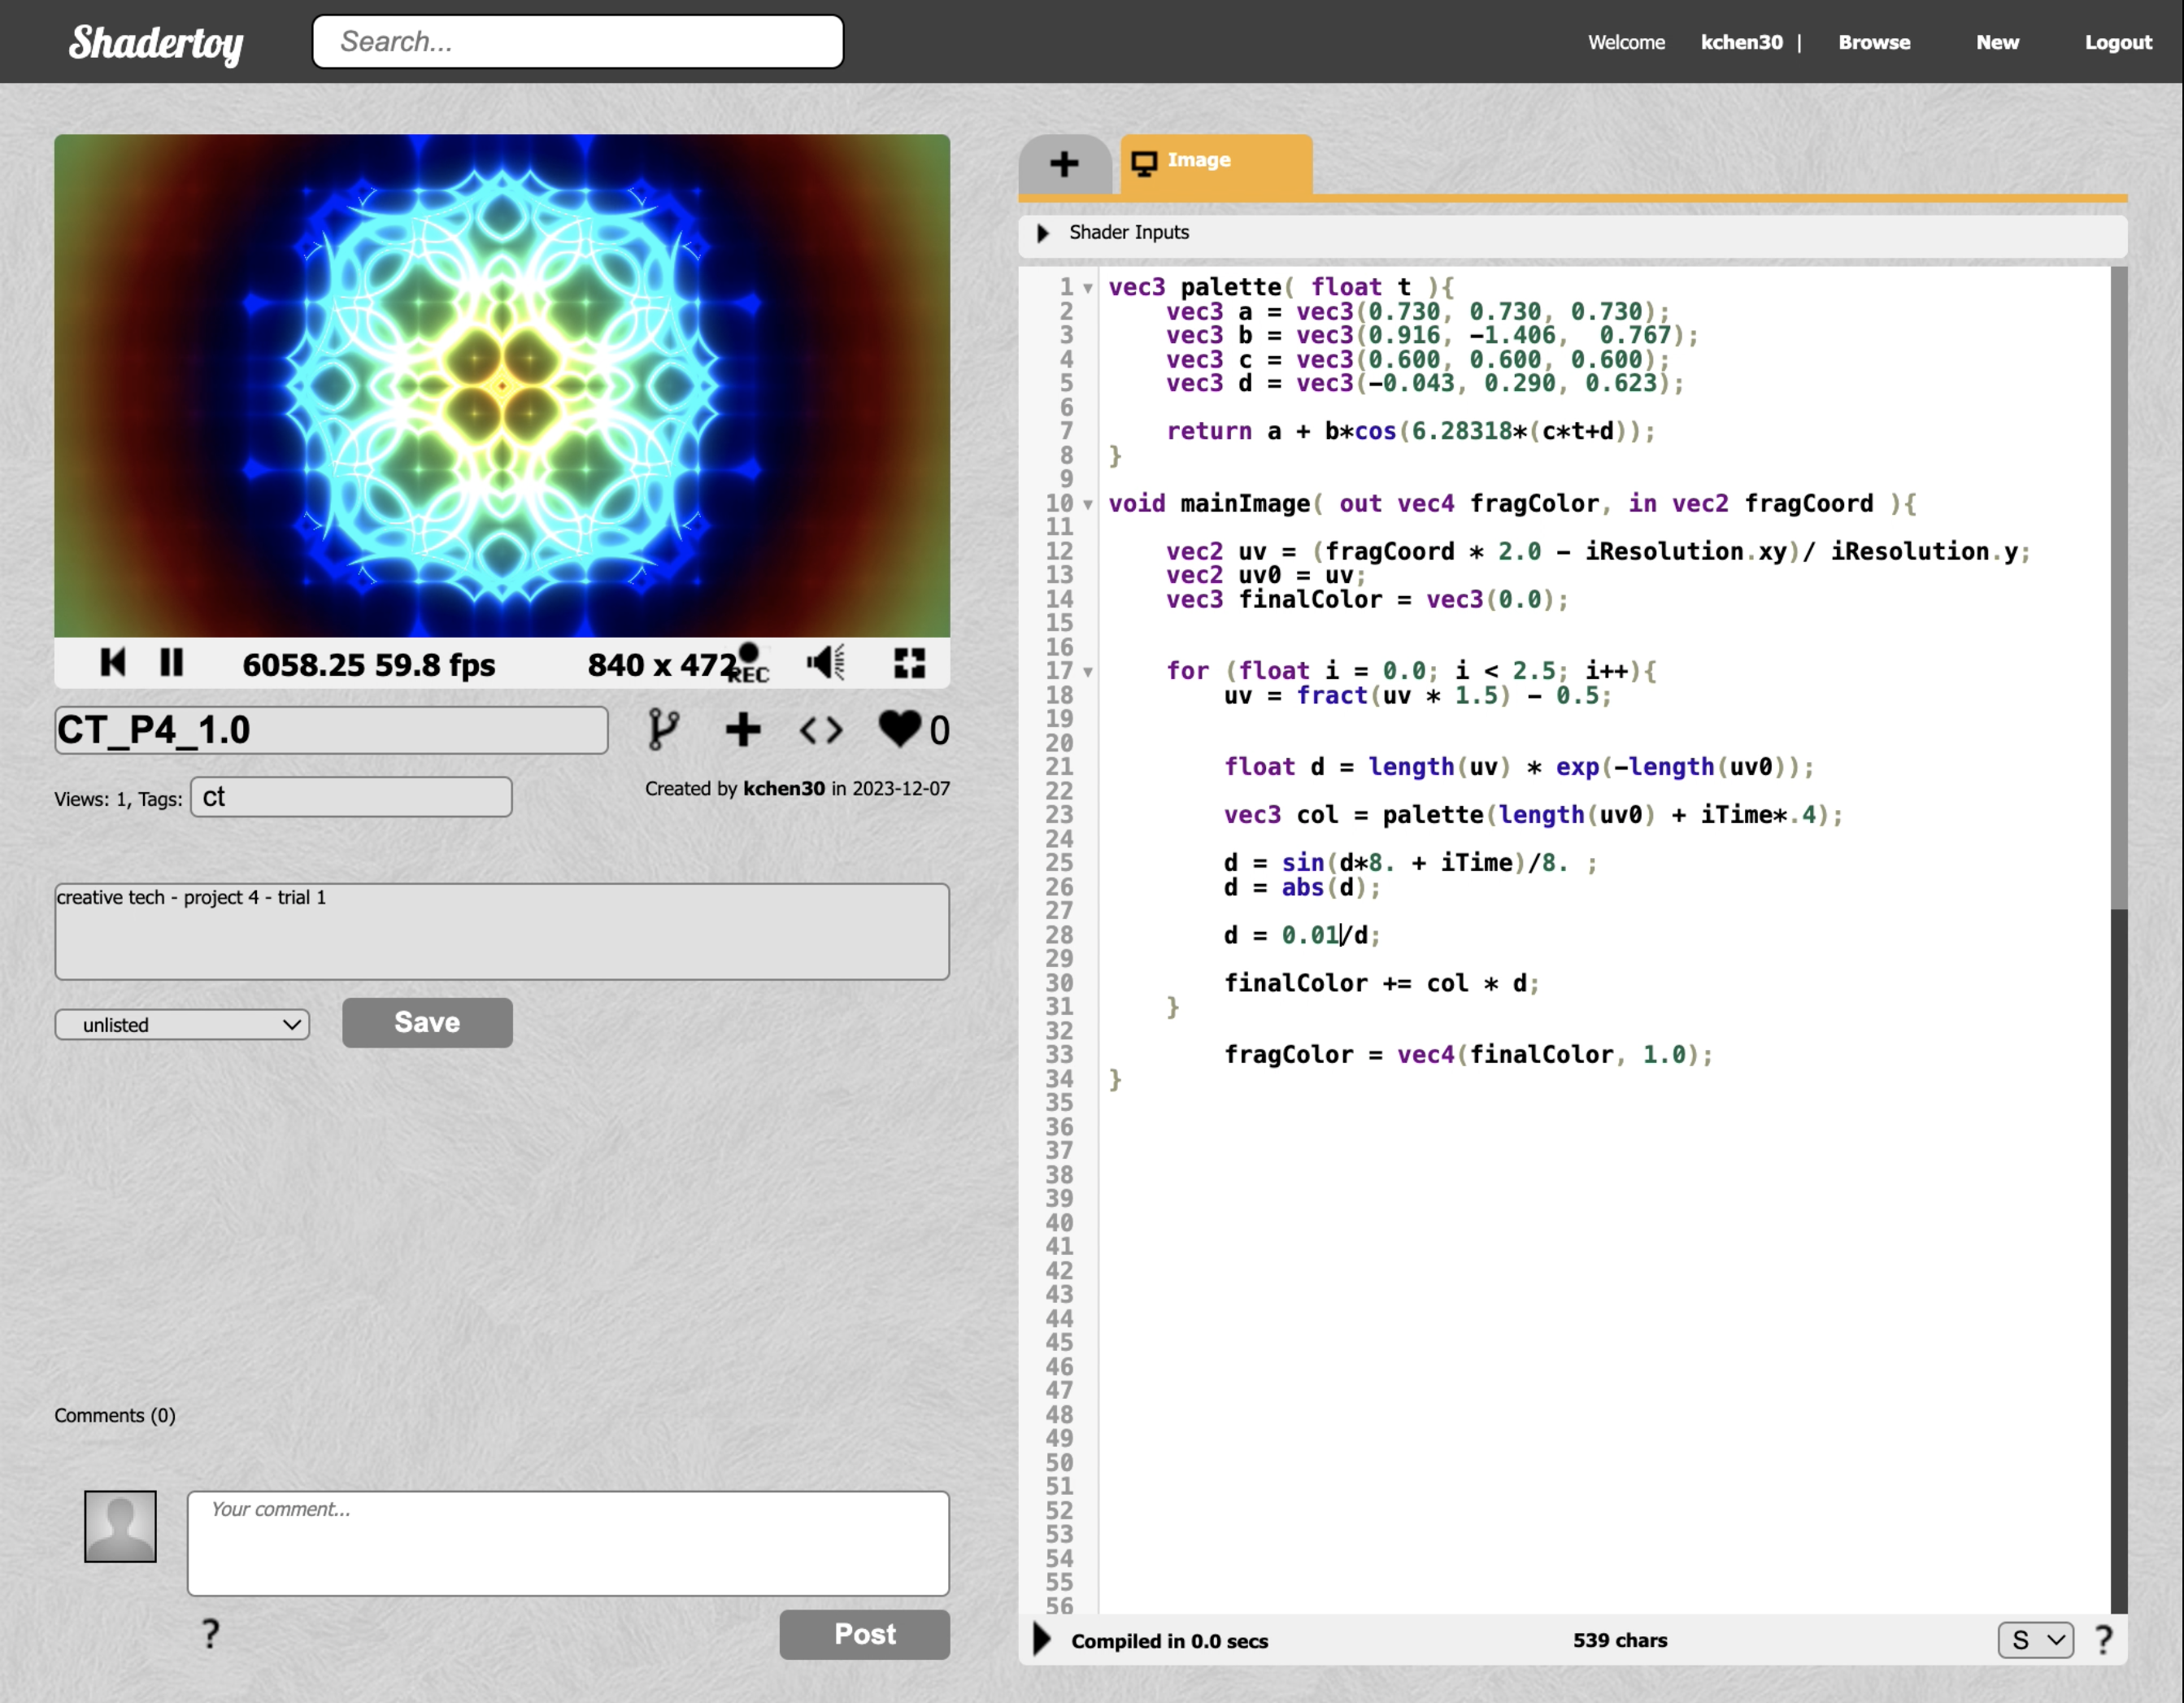 Shadertoy
Search...
Welcome kchen30 | Browse New Logout
6058.25 59.8 fps 840 x 472 REC
CT_P4_1.0
0
Views: 1, Tags: ct
Created by kchen30 in 2023-12-07
creative tech - project 4 - trial 1
unlisted
Save
Comments (0)
Your comment...
?
Post
+ Image
Shader Inputs
1 vec3 palette( float t ){
2 vec3 a = vec3(0.730, 0.730, 0.730);
3 vec3 b = vec3(0.916, -1.406,  0.767);
4 vec3 c = vec3(0.600, 0.600, 0.600);
5 vec3 d = vec3(-0.043, 0.290, 0.623);
6
7 return a + b*cos(6.28318*(c*t+d));
8 }
9
10 void mainImage( out vec4 fragColor, in vec2 fragCoord ){
11
12 vec2 uv = (fragCoord * 2.0 - iResolution.xy)/ iResolution.y;
13 vec2 uv0 = uv;
14 vec3 finalColor = vec3(0.0);
15
16
17 for (float i = 0.0; i < 2.5; i++){
18 uv = fract(uv * 1.5) - 0.5;
19
20
21 float d = length(uv) * exp(-length(uv0));
22
23 vec3 col = palette(length(uv0) + iTime*.4);
24
25 d = sin(d*8. + iTime)/8. ;
26 d = abs(d);
27
28 d = 0.01/d;
29
30 finalColor += col * d;
31 }
32
33 fragColor = vec4(finalColor, 1.0);
34 }
35
36
37
38
39
40
41
42
43
44
45
46
47
48
49
50
51
52
53
54
55
56
Compiled in 0.0 secs 539 chars S ?